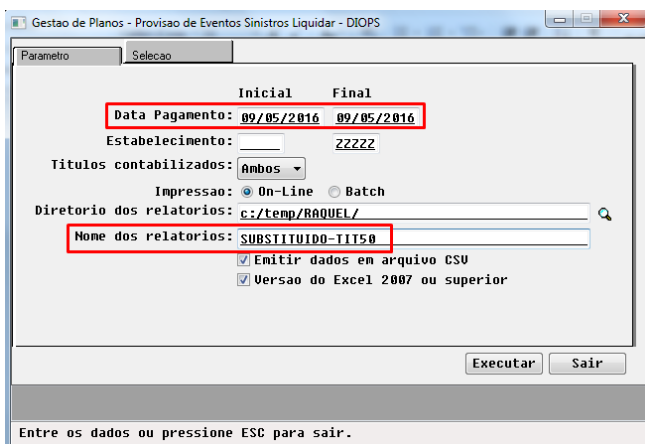 Gestao de Planos - Provisao de Eventos Sinistros Liquidar - DIOPS
Parametro Selecao
Inicial Final
Data Pagamento: 09/05/2016 09/05/2016
Estabelecimento: ZZZZZ
Titulos contabilizados: Ambos
Impressao: On-Line Batch
Diretorio dos relatorios: c:/temp/RAQUEL/
Nome dos relatorios: SUBSTITUIDO-TIT50
Emitir dados em arquivo CSV
Versao do Excel 2007 ou superior
Executar Sair
Entre os dados ou pressione ESC para sair.